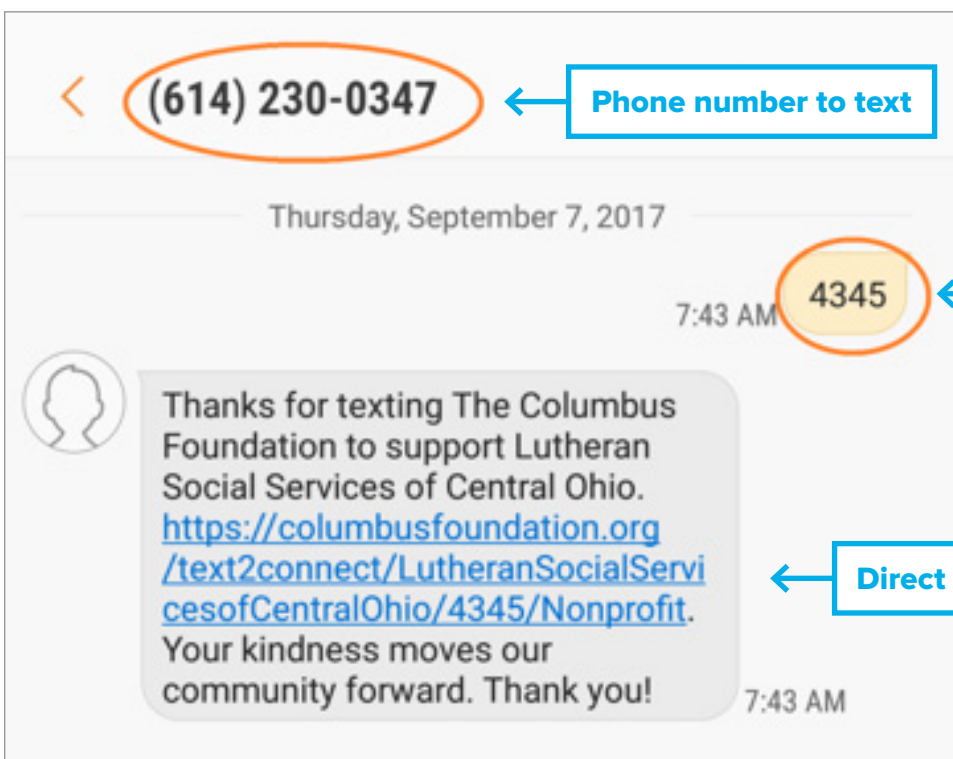 (614) 230-0347
Phone number to text
Thursday, September 7, 2017
4345
7:43 AM
Thanks for texting The Columbus
Foundation to support Lutheran
Social Services of Central Ohio.
https://columbusfoundation.org
/text2connect/LutheranSocialServi
cesofCentralOhio/4345/Nonprofit.
Your kindness moves our
community forward. Thank you!
Direct
7:43 AM